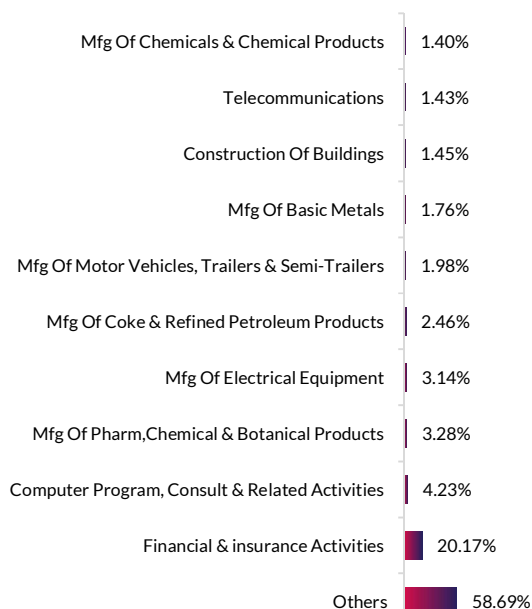 Mfg Of Chemicals & Chemical Products 1.40%
Telecommunications 1.43%
Construction Of Buildings 1.45%
Mfg Of Basic Metals 1.76%
Mfg Of Motor Vehicles, Trailers & Semi-Trailers 1.98%
Mfg Of Coke & Refined Petroleum Products 2.46%
Mfg Of Electrical Equipment 3.14%
Mfg Of Pharm,Chemical & Botanical Products 3.28%
Computer Program, Consult & Related Activities 4.23%
Financial & insurance Activities 20.17%
Others 58.69%